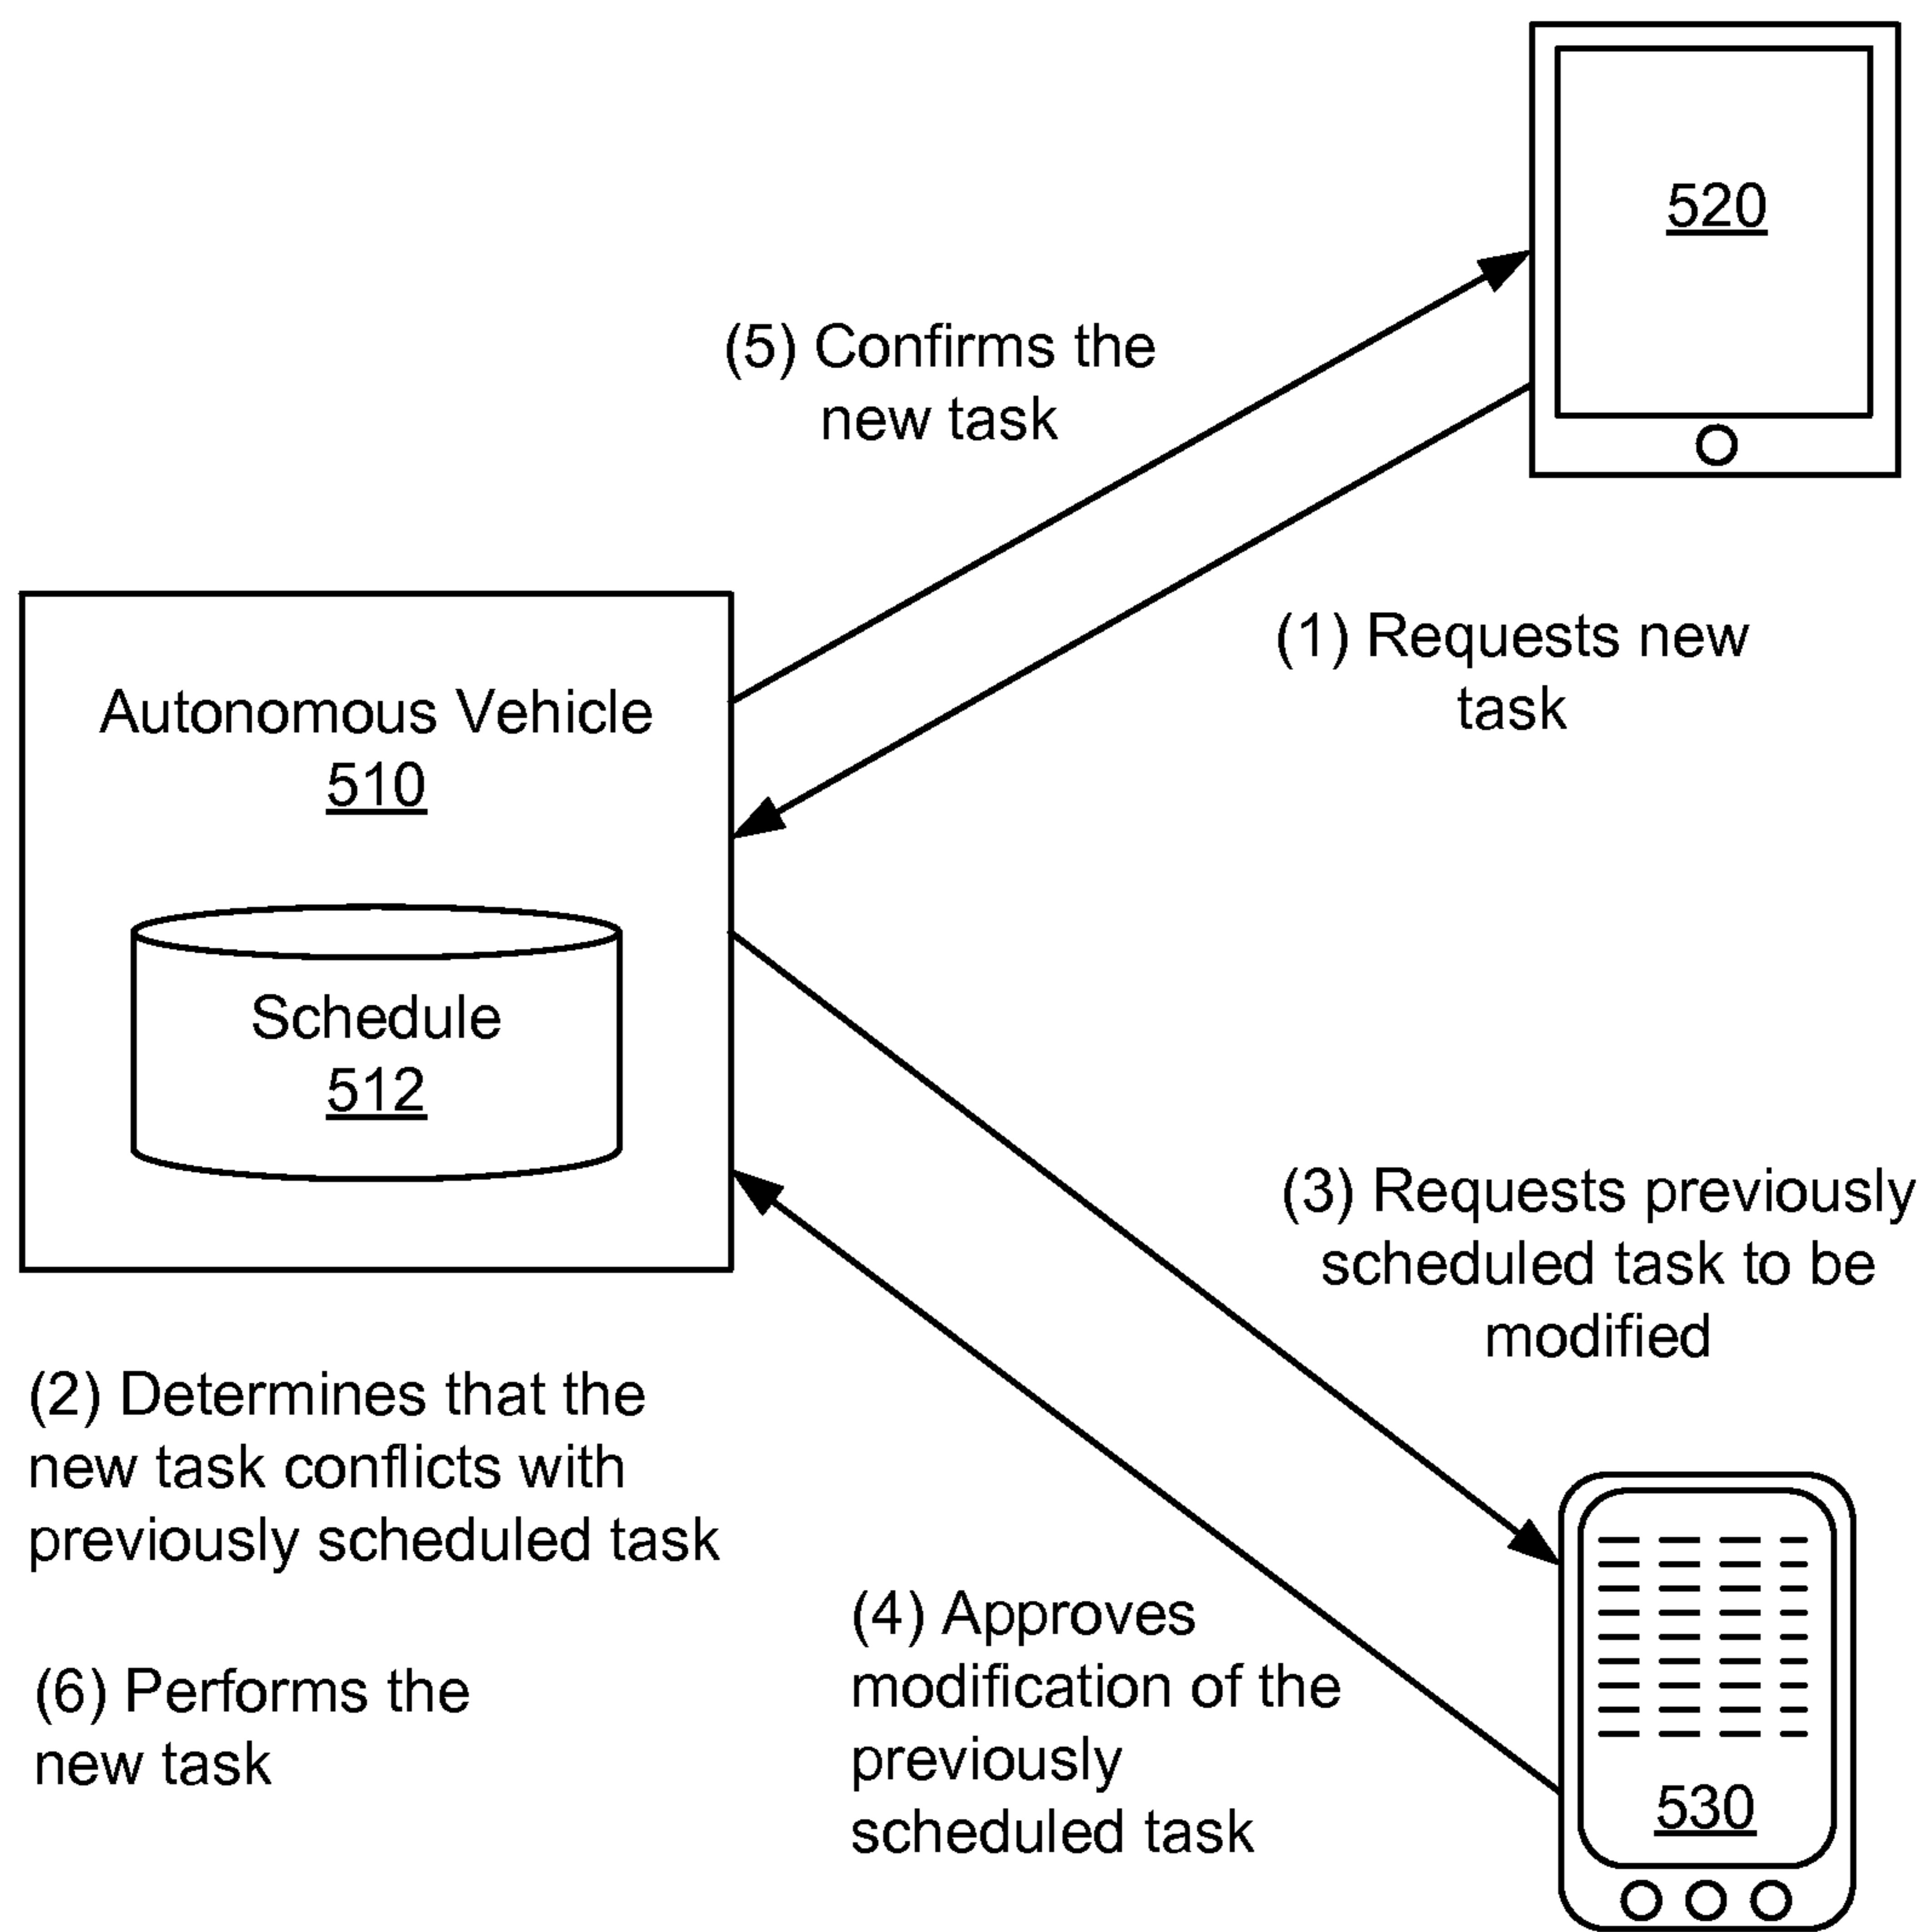 520
(5) Confirms the
new task
(1) Requests new
task
Autonomous Vehicle
510
Schedule
512
(3) Requests previously
scheduled task to be
modified
(2) Determines that the
new task conflicts with
previously scheduled task
(4) Approves
modification of the
previously
scheduled task
(6) Performs the
new task
530